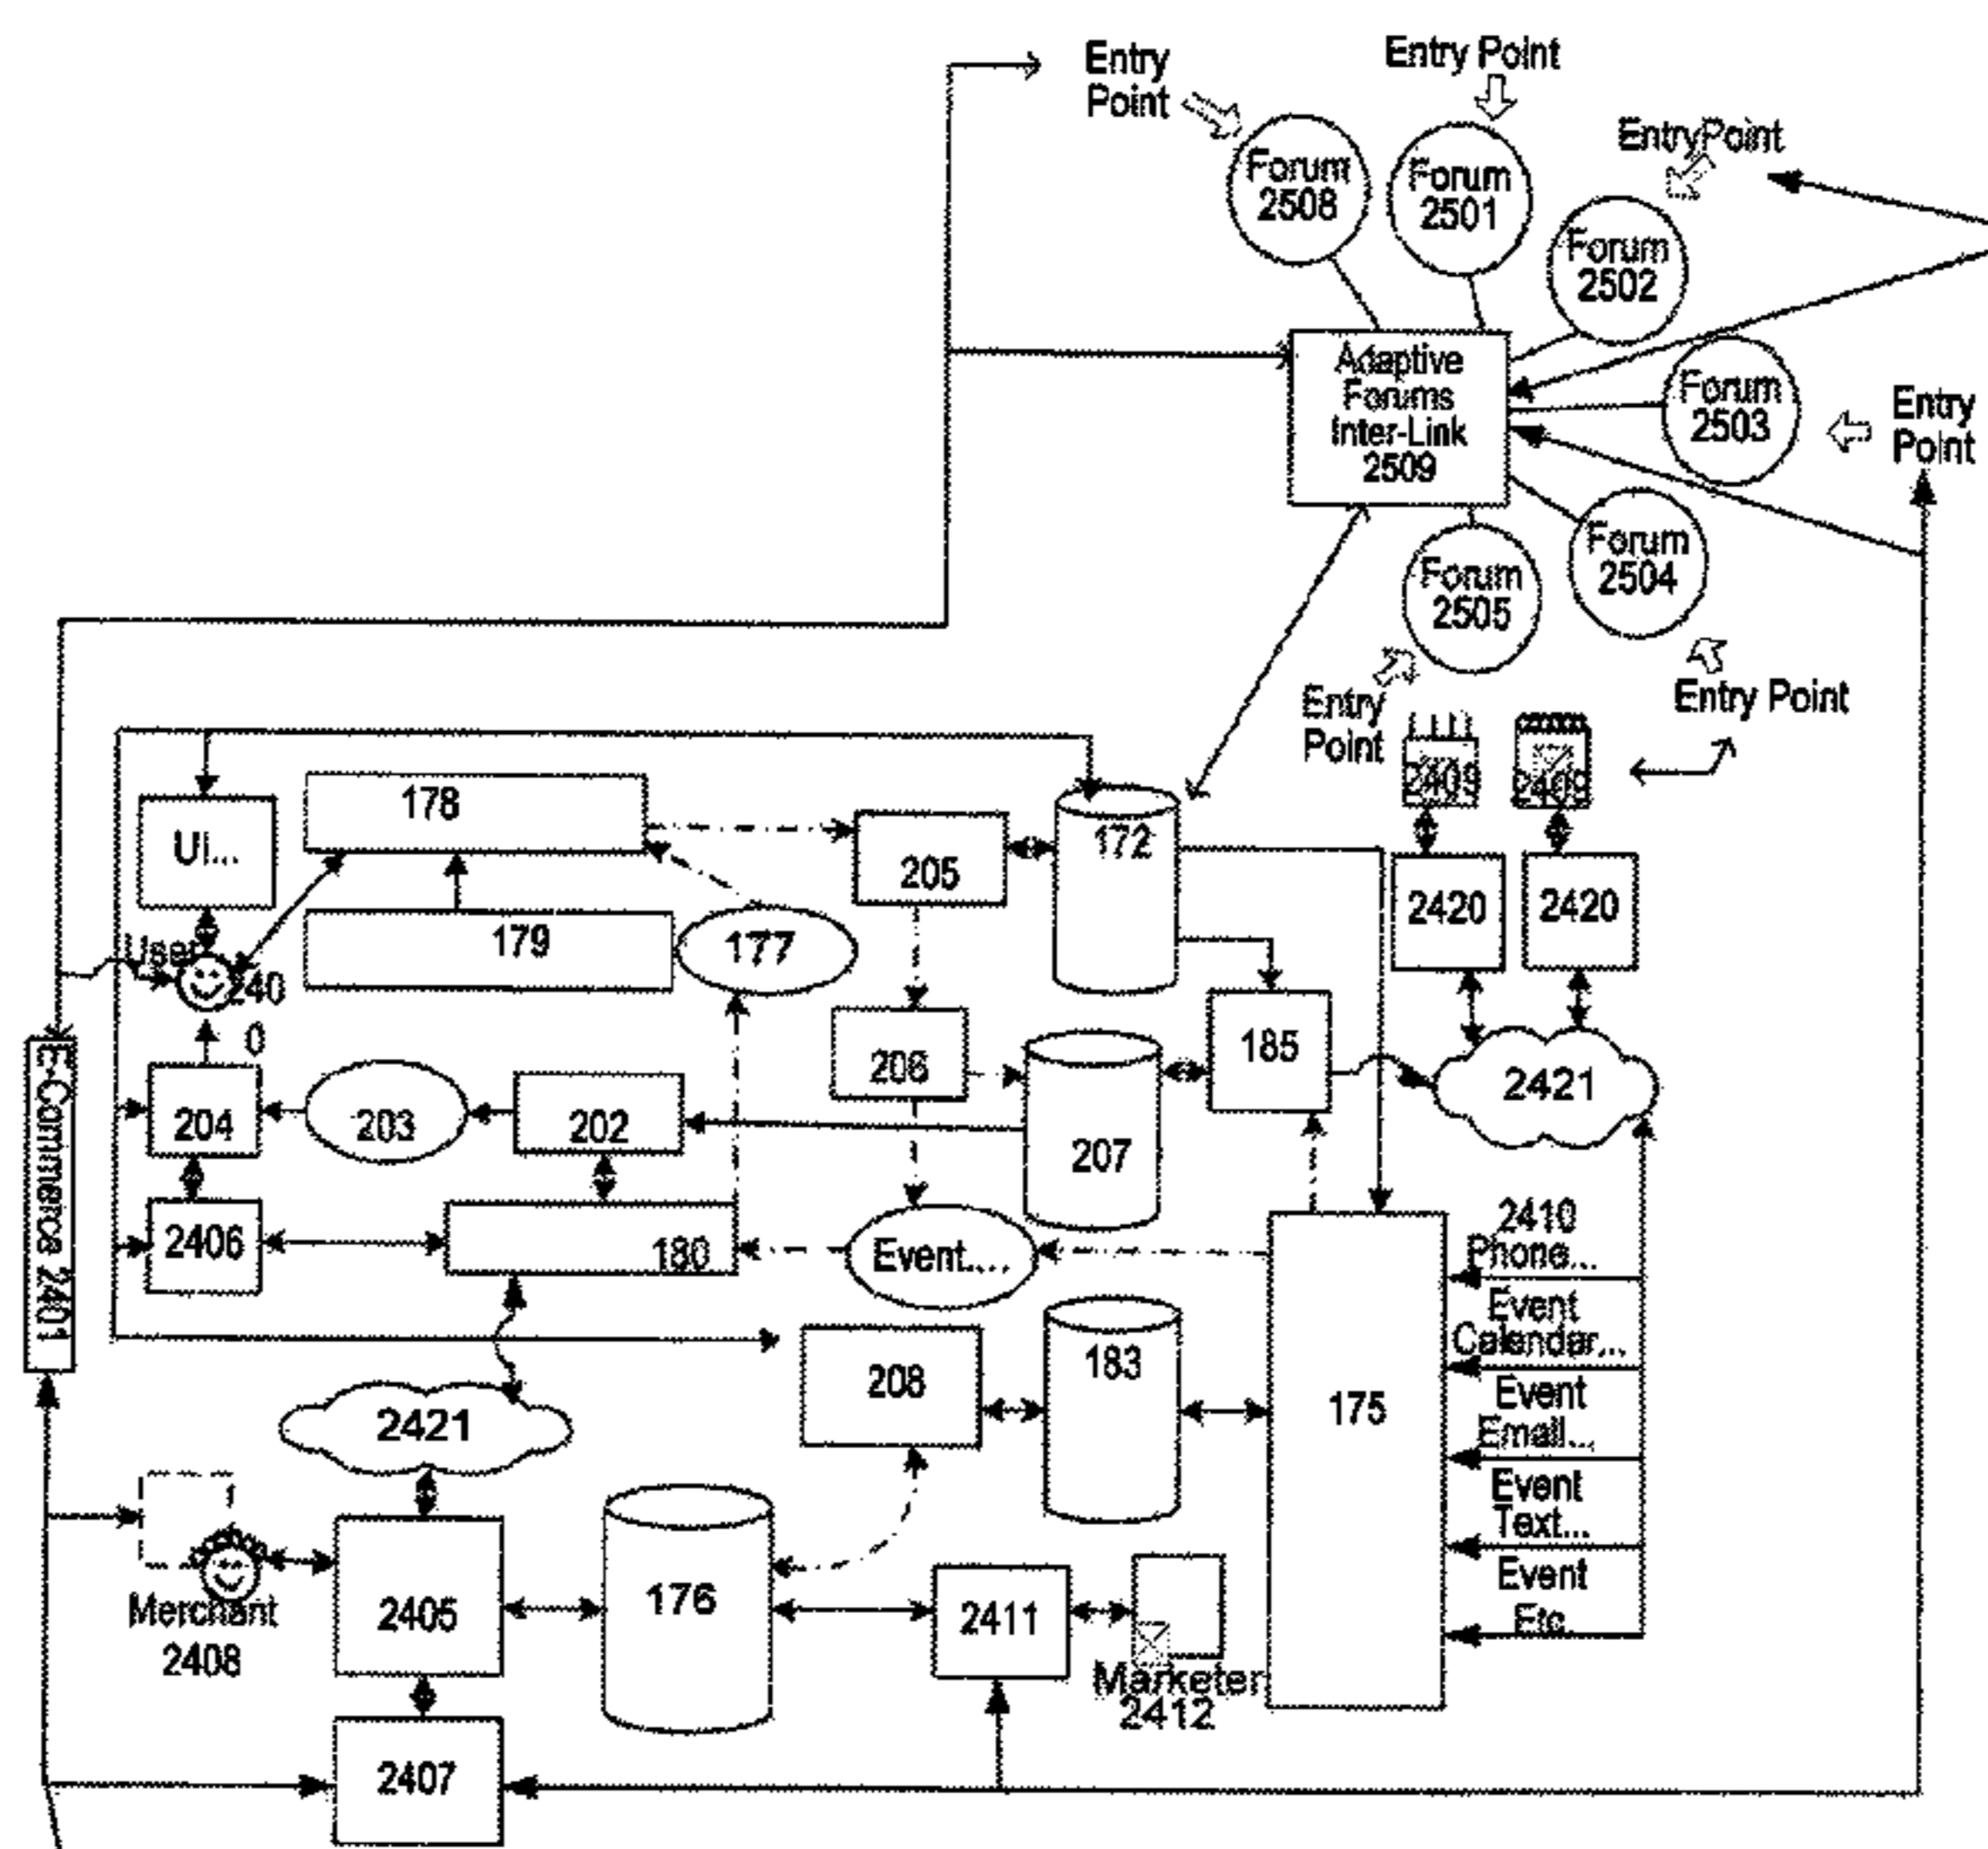 Entry
Point
Entry Point
EntryPoint
Forum
2508
Forum
2501
Forum
2502
Adaptive
Forums
Inter-Link
2509
Forum
2503
Entry
Point
Forum
2504
Forum
2505
Entry
Point
Entry Point
2409
2409
UI...
178
205
172
2420
2420
User
240
0
179
177
185
2421
204
203
202
206
207
E-Commerce 2401
2406
180
Event....
2410
Phone...
Event
Calendar...
Event
Email...
Event
Text...
Event
Etc.
208
183
175
2421
Merchant
2408
2405
176
2411
Marketer
2412
2407